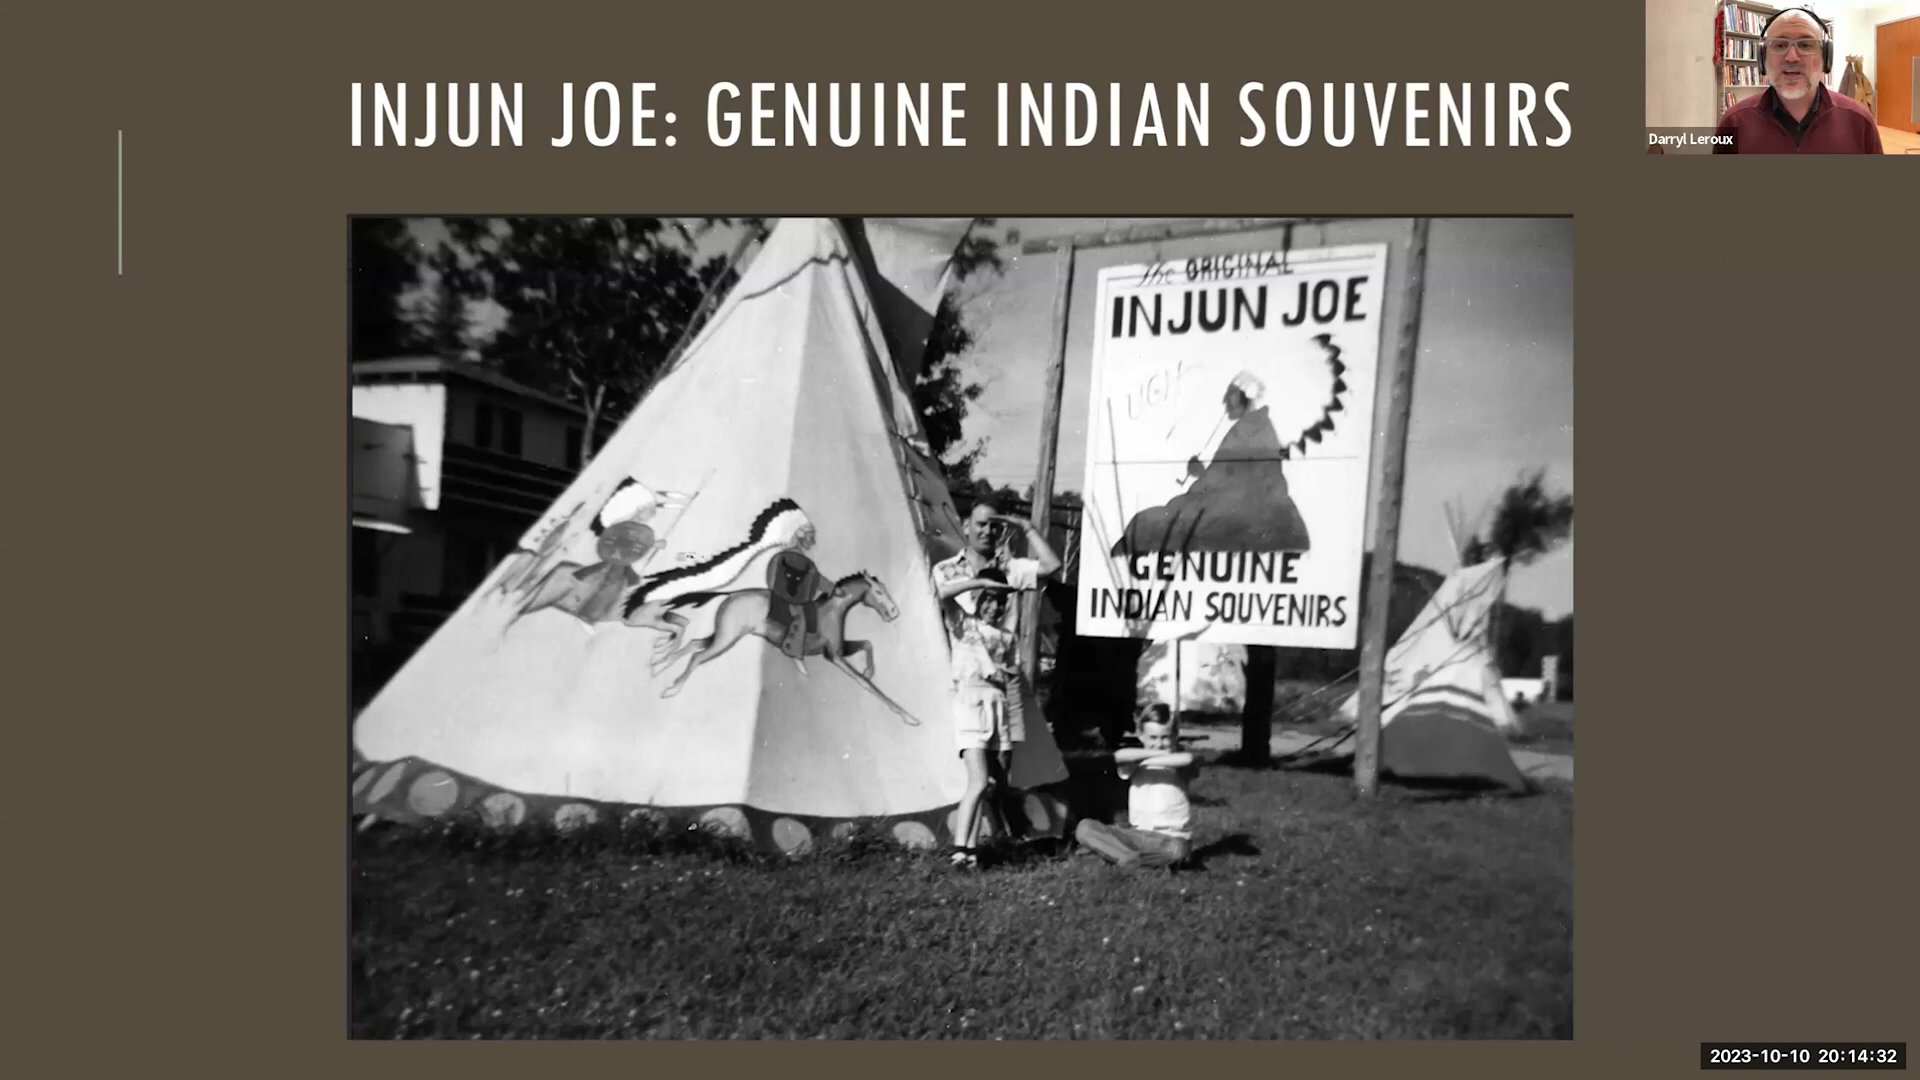 INJUN JOE: GENUINE INDIAN SOUVENIRS
Darryl Leroux
The ORIGINAL
INJUN JOE
GENUINE
INDIAN SOUVENIRS
2023-10-10 20:14:32